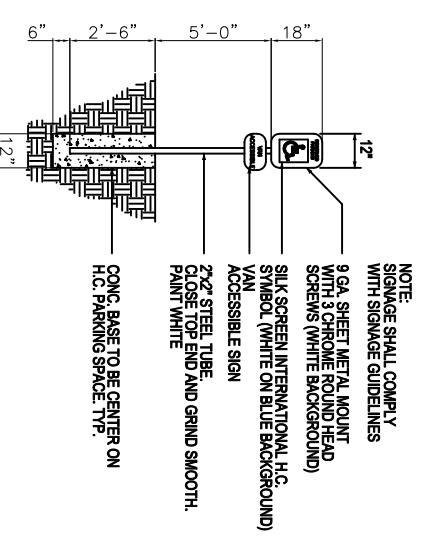 NOTE:
SIGNAGE SHALL COMPLY
WITH SIGNAGE GUIDELINES
9 GA. SHEET METAL MOUNT
WITH 3 CHROME ROUND HEAD
SCREWS (WHITE BACKGROUND)
SILK SCREEN INTERNATIONAL H.C.
SYMBOL (WHITE ON BLUE BACKGROUND)
VAN
ACCESSIBLE SIGN
2"x2" STEEL TUBE.
CLOSE TOP END AND GRIND SMOOTH.
PAINT WHITE
CONC. BASE TO BE CENTER ON
H.C. PARKING SPACE. TYP.
12"
VAN
ACCESSIBLE
18"
5'-0"
2'-6"
6"
12"